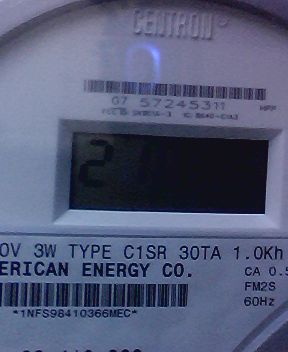 CENTRON
07 57245311
2
0V 3W TYPE C1SR 30TA 1.0Kh
ERICAN ENERGY CO.
CA 0.5
FM2S
60Hz
*1NFS98410366MEC*